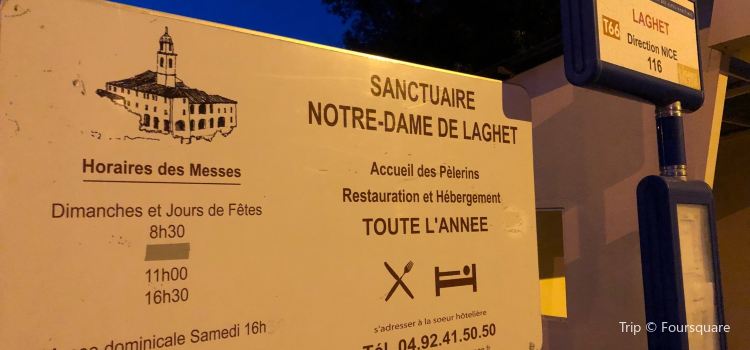 SANCTUAIRE
NOTRE-DAME DE LAGHET
Horaires des Messes
Dimanches et Jours de Fêtes
8h30
11h00
16h30
dominicale Samedi 16h
Accueil des Pèlerins
Restauration et Hébergement
TOUTE L'ANNEE
s'adresser à la soeur hôtelière
Tél. 04.92.41.50.50
LAGHET
T66
Direction NICE
116
Trip © Foursquare